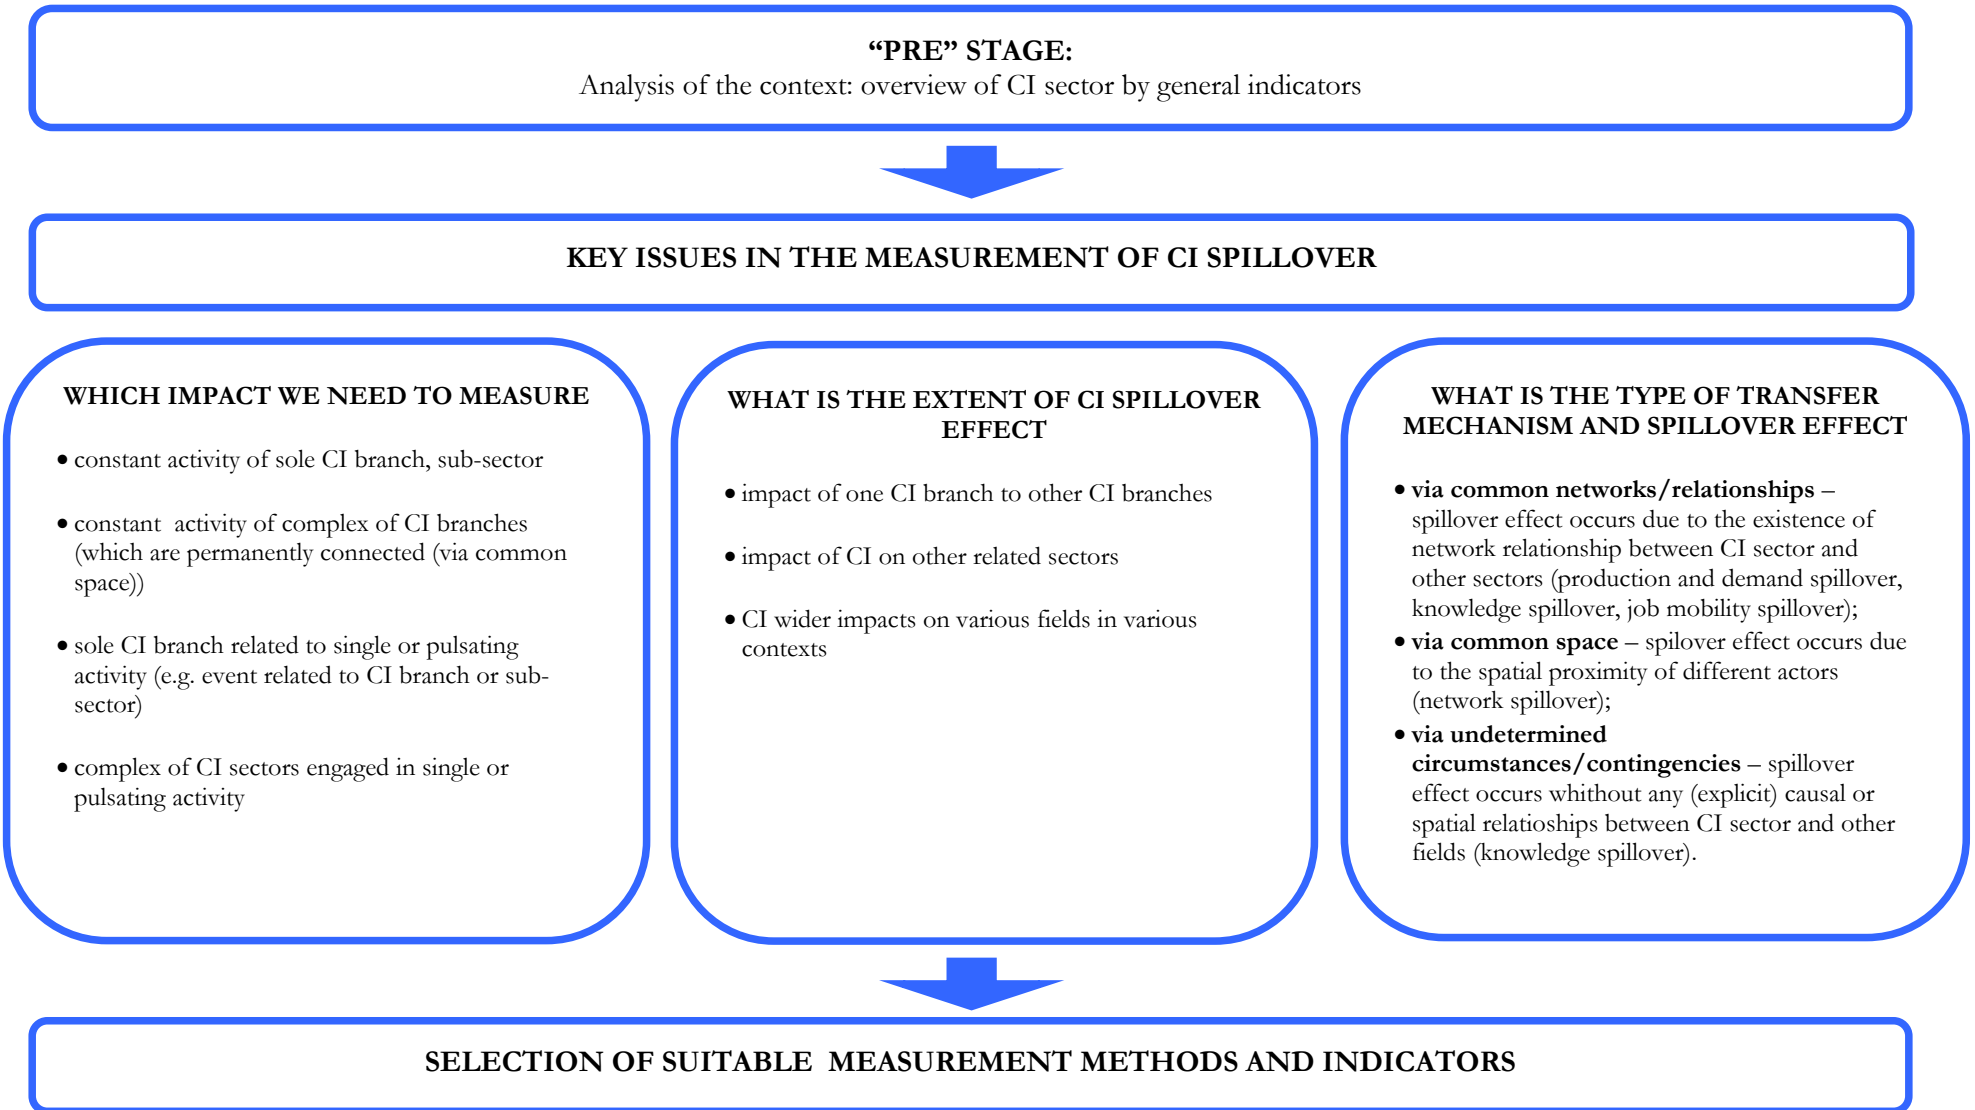 “PRE” STAGE:
Analysis of the context: overview of CI sector by general indicators
KEY ISSUES IN THE MEASUREMENT OF CI SPILLOVER
WHICH IMPACT WE NEED TO MEASURE
• constant activity of sole CI branch, sub-sector
• constant  activity of complex of CI branches
(which are permanently connected (via common
space))
• sole CI branch related to single or pulsating
activity (e.g. event related to CI branch or sub-
sector)
• complex of CI sectors engaged in single or
pulsating activity
WHAT IS THE EXTENT OF CI SPILLOVER
EFFECT
• impact of one CI branch to other CI branches
• impact of CI on other related sectors
• CI wider impacts on various fields in various
contexts
WHAT IS THE TYPE OF TRANSFER
MECHANISM AND SPILLOVER EFFECT
• via common networks/relationships –
spillover effect occurs due to the existence of
network relationship between CI sector and
other sectors (production and demand spillover,
knowledge spillover, job mobility spillover);
• via common space – spilover effect occurs due
to the spatial proximity of different actors
(network spillover);
• via undetermined
circumstances/contingencies – spillover
effect occurs whithout any (explicit) causal or
spatial relatioships between CI sector and other
fields (knowledge spillover).
SELECTION OF SUITABLE  MEASUREMENT METHODS AND INDICATORS